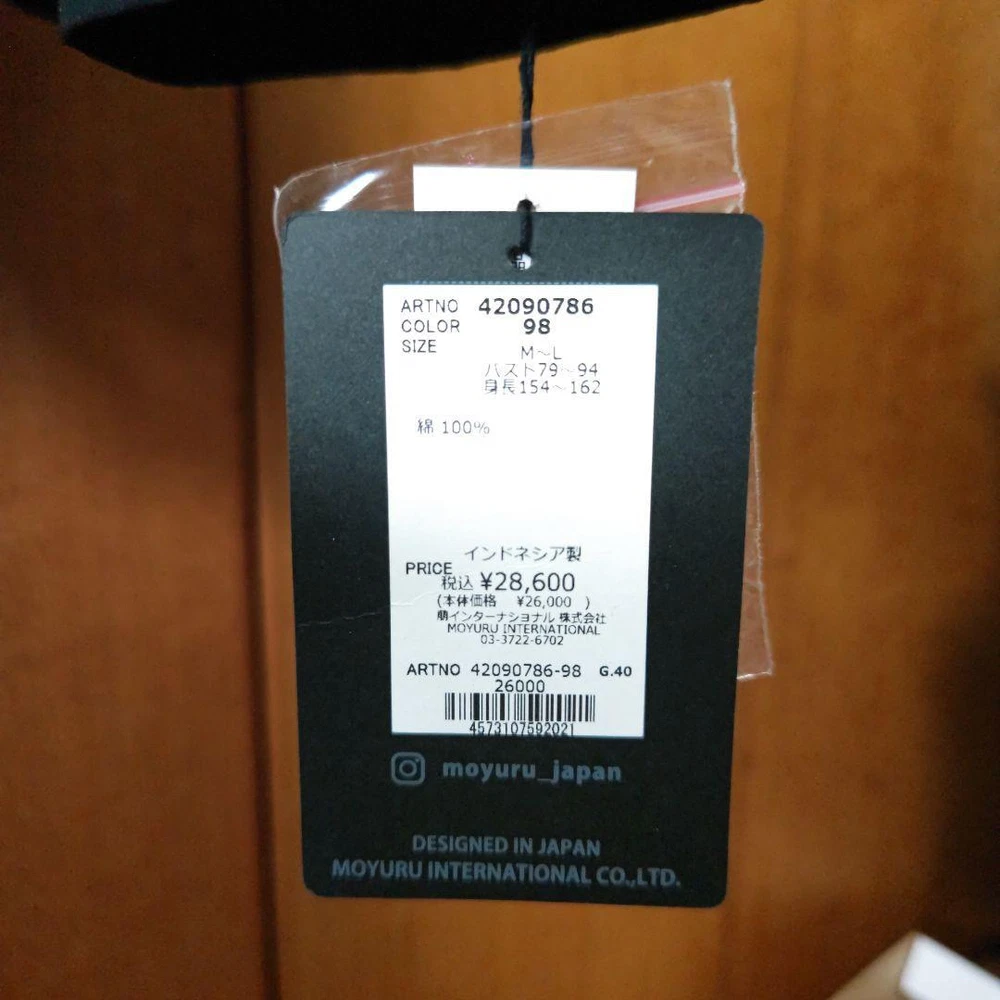 ARTNO 42090786
COLOR 98
SIZE
M～L
バスト79～94
身長154～162
綿 100%
インドネシア製
PRICE
税込 ¥28,600
(本体価格 ¥26,000 )
萠インターナショナル 株式会社
MOYURU INTERNATIONAL
03-3722-6702
ARTNO 42090786-98 G.40
26000
4573107592021
moyuru_japan
DESIGNED IN JAPAN
MOYURU INTERNATIONAL CO.,LTD.